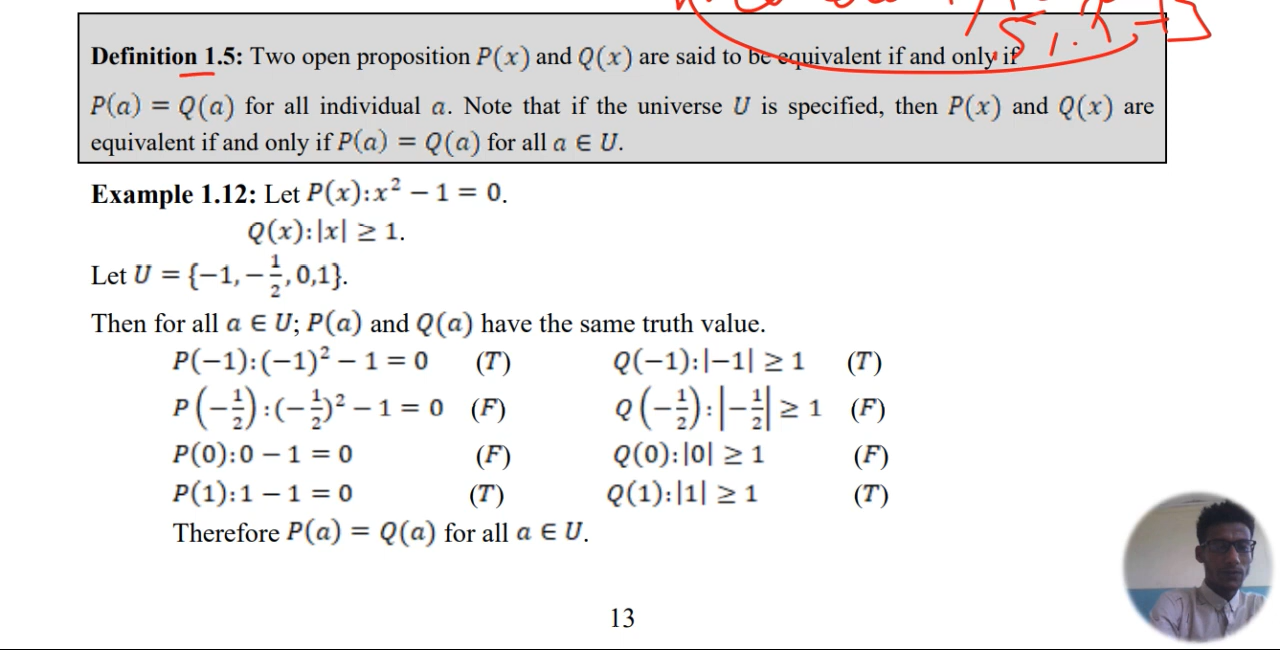 Definition 1.5: Two open proposition P(x) and Q(x) are said to be equivalent if and only if
P(a) = Q(a) for all individual a. Note that if the universe U is specified, then P(x) and Q(x) are
equivalent if and only if P(a) = Q(a) for all a ∈ U.
Example 1.12: Let P(x): x² − 1 = 0.
Q(x): |x| ≥ 1.
Let U = {−1, −1/2, 0,1}.
Then for all a ∈ U; P(a) and Q(a) have the same truth value.
P(−1): (−1)² − 1 = 0 (T) Q(−1): |−1| ≥ 1 (T)
P(−1/2): (−1/2)² − 1 = 0 (F) Q(−1/2): |−1/2| ≥ 1 (F)
P(0): 0 − 1 = 0 (F) Q(0): |0| ≥ 1 (F)
P(1): 1 − 1 = 0 (T) Q(1): |1| ≥ 1 (T)
Therefore P(a) = Q(a) for all a ∈ U.
13